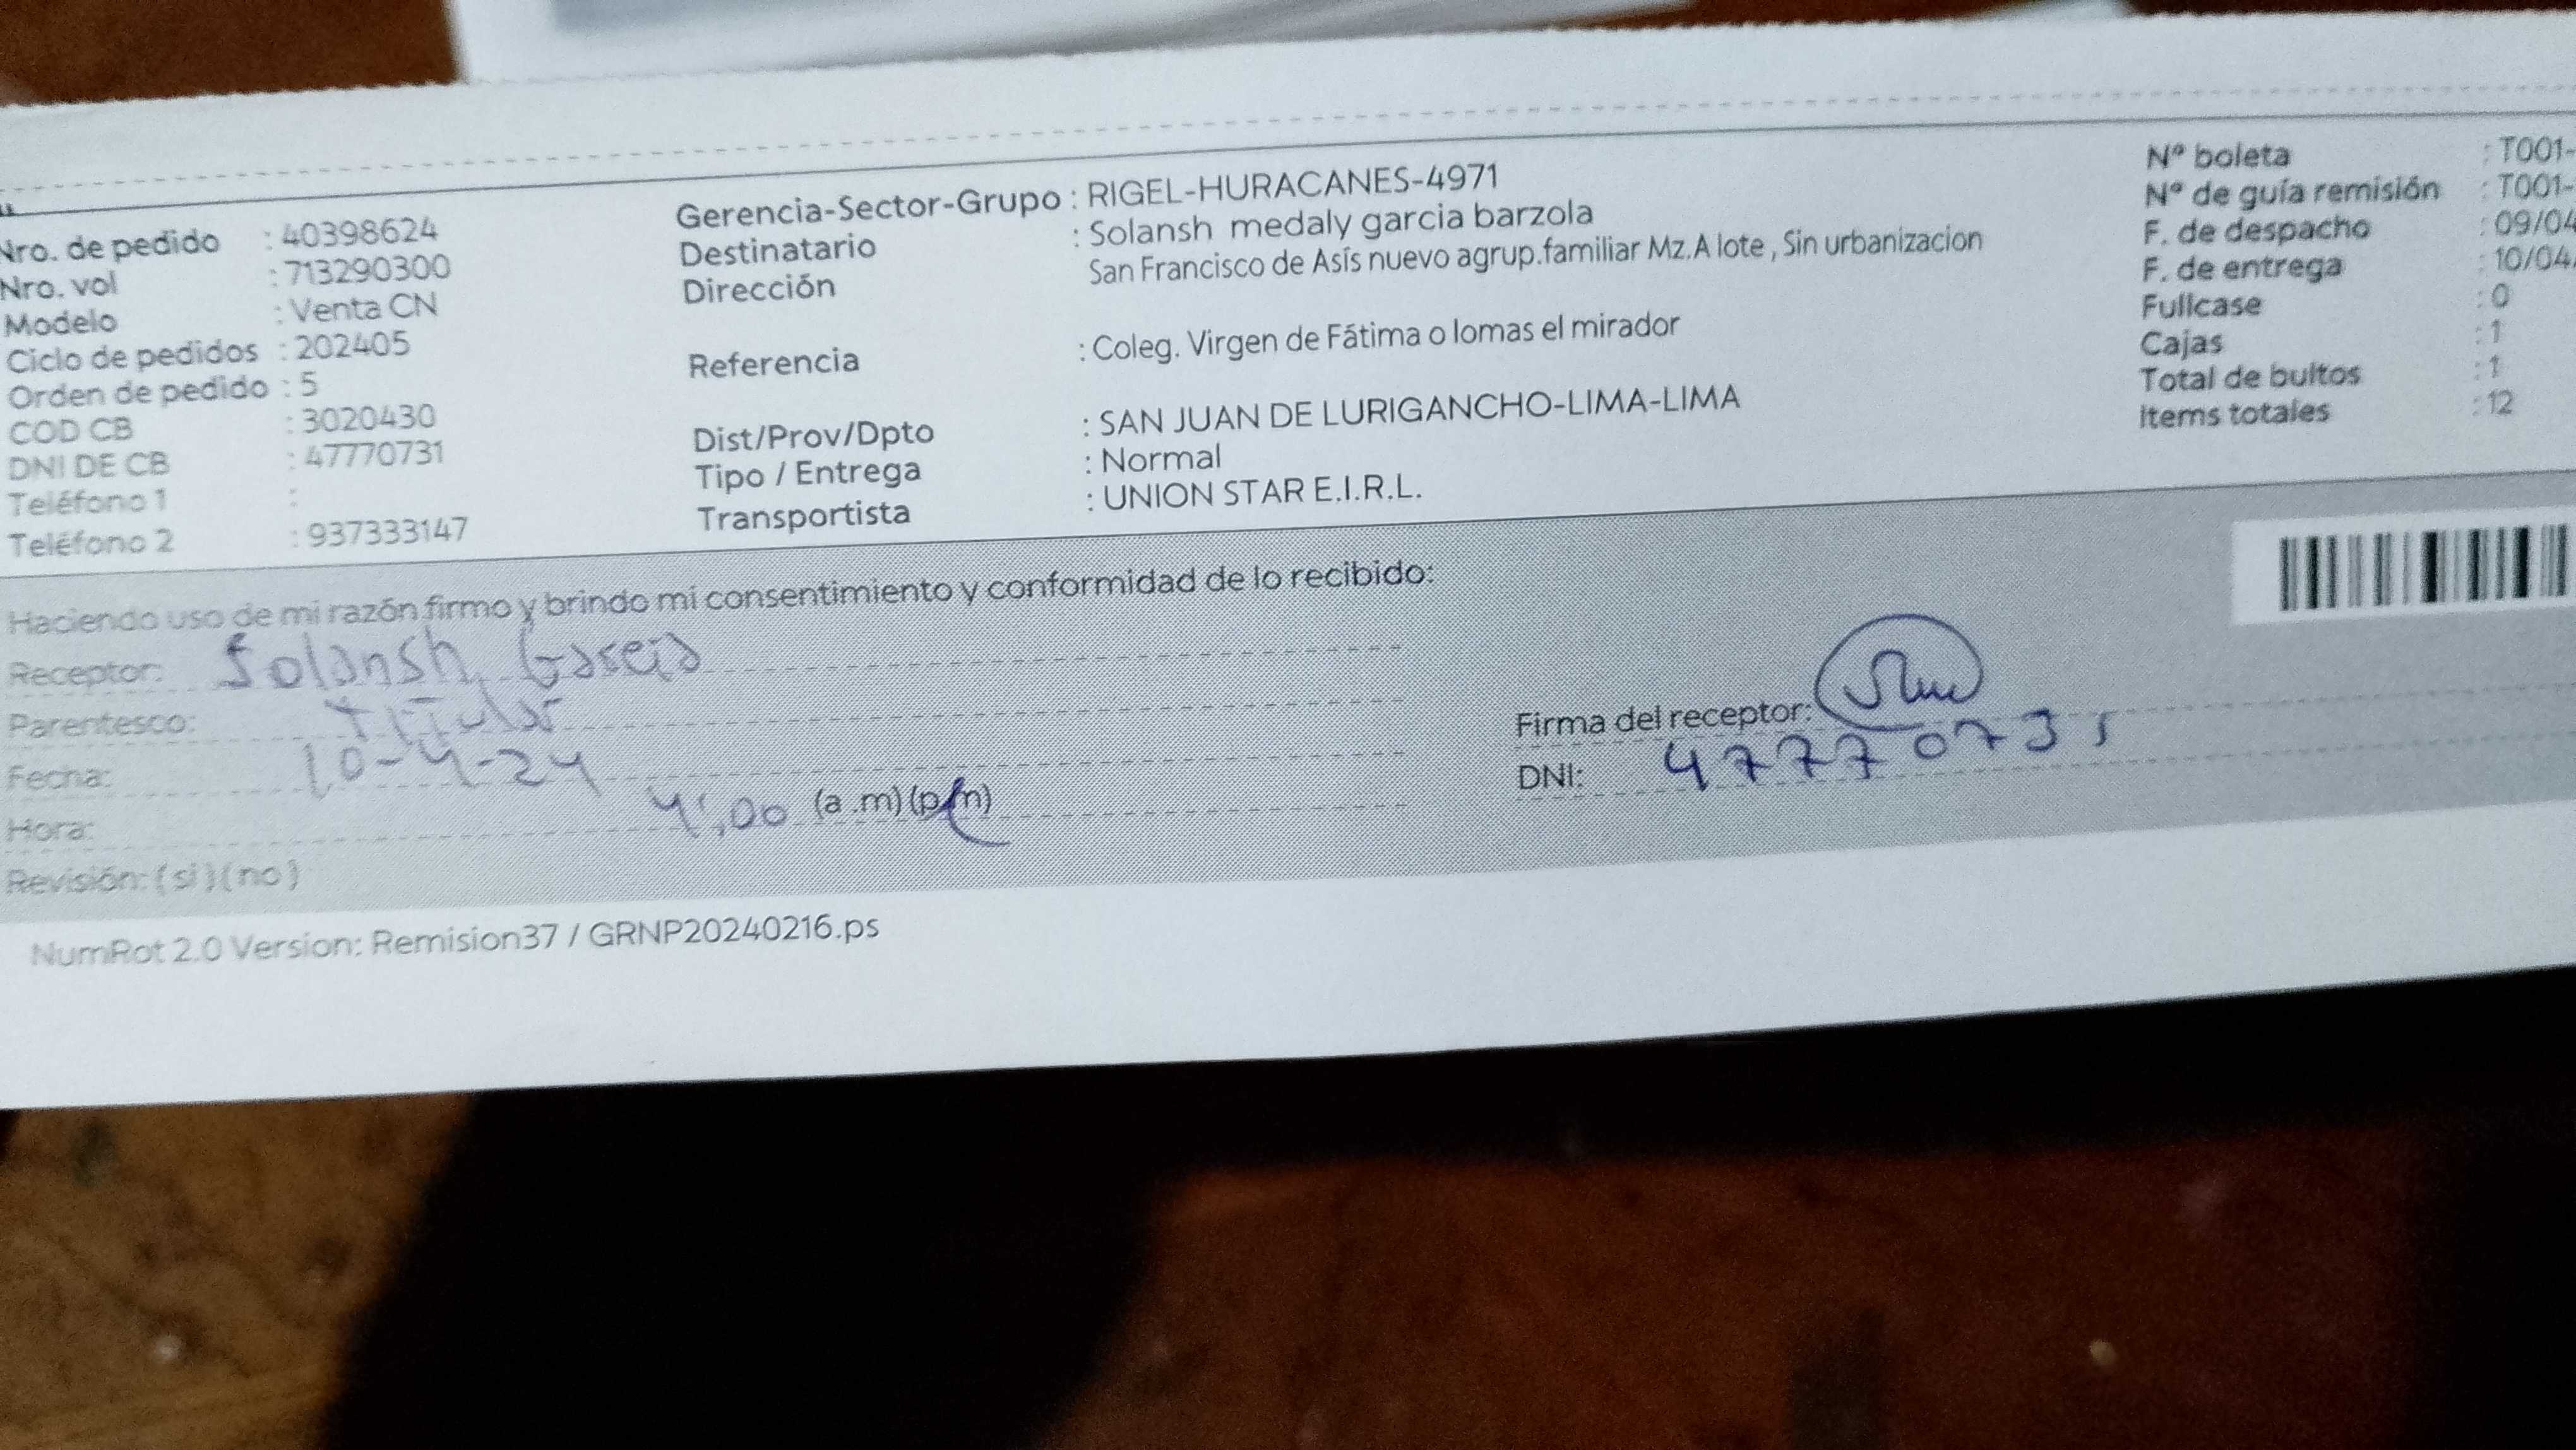 Nro. de pedido : 40398624
Nro. vol : 713290300
Modelo : Venta CN
Ciclo de pedidos : 202405
Orden de pedido : 5
COD CB : 3020430
DNI DE CB : 47770731
Teléfono 1 :
Teléfono 2 : 937333147
Gerencia-Sector-Grupo : RIGEL-HURACANES-4971
Destinatario : Solansh medaly garcia barzola
Dirección San Francisco de Asís nuevo agrup.familiar Mz.A lote , Sin urbanizacion
Referencia : Coleg. Virgen de Fátima o lomas el mirador
Dist/Prov/Dpto : SAN JUAN DE LURIGANCHO-LIMA-LIMA
Tipo / Entrega : Normal
Transportista : UNION STAR E.I.R.L.
Nº boleta : T001-
Nº de guía remisión : T001-
F. de despacho : 09/04
F. de entrega : 10/04
Fullcase : 0
Cajas : 1
Total de bultos : 1
Items totales : 12
Haciendo uso de mi razón firmo y brindo mi consentimiento y conformidad de lo recibido:
Receptor: Solansh Garcia
Parentesco: Titular
Fecha: 10-4-24
Hora: 4:00 (a .m) (p.m)
Revisión: (si) (no)
Firma del receptor:
DNI: 47770731
NumRot 2.0 Version: Remision37 / GRNP20240216.ps